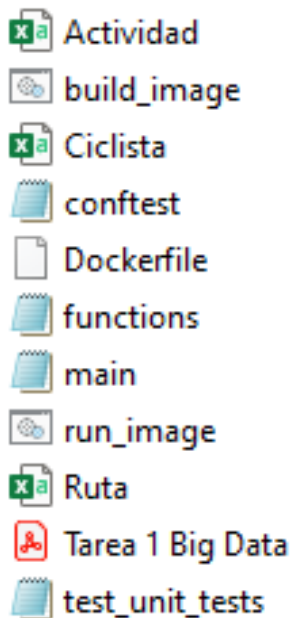 Actividad
build_image
Ciclista
conftest
Dockerfile
functions
main
run_image
Ruta
Tarea 1 Big Data
test_unit_tests